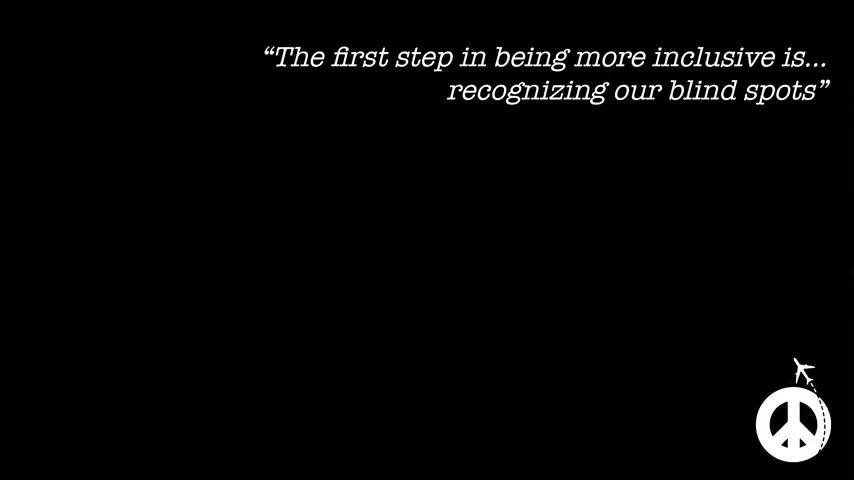 “The first step in being more inclusive is...
recognizing our blind spots”